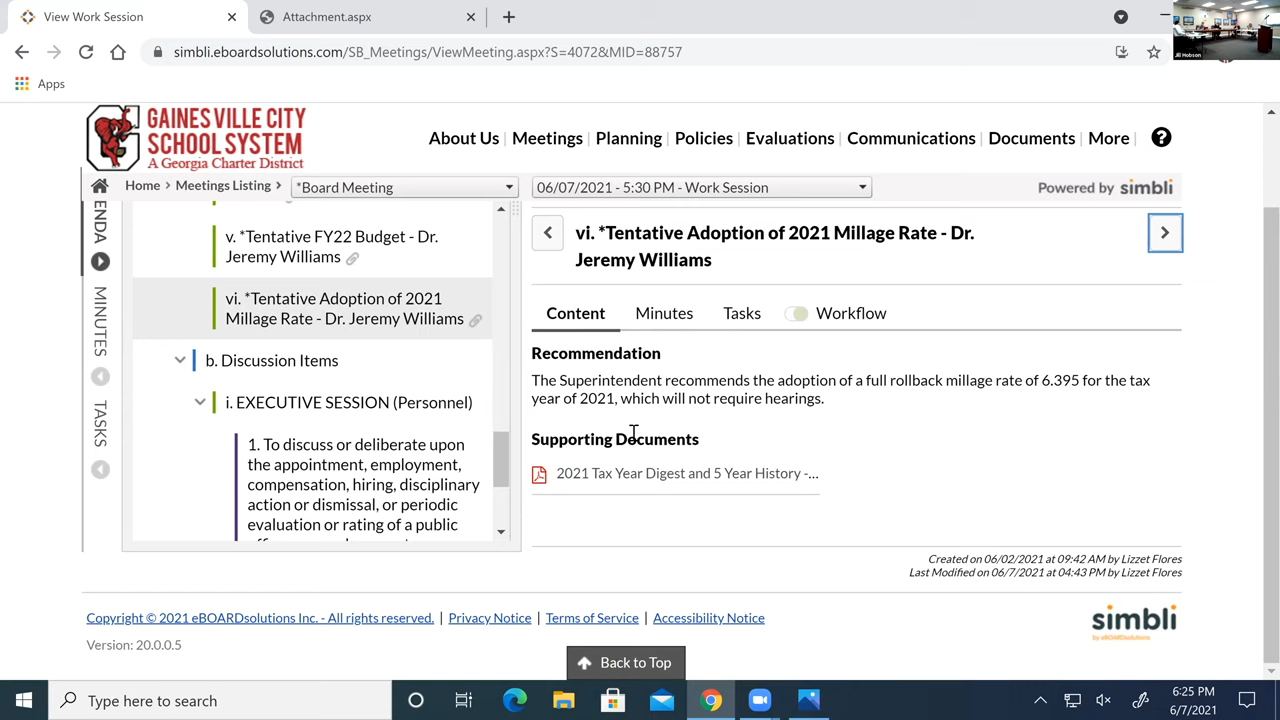 View Work Session
Attachment.aspx
simbli.eboardsolutions.com/SB_Meetings/ViewMeeting.aspx?S=4072&MID=88757
Jill Hobson
Apps
GAINESVILLE CITY
SCHOOL SYSTEM
A Georgia Charter District
About Us | Meetings | Planning | Policies | Evaluations | Communications | Documents | More |
Home > Meetings Listing >
*Board Meeting
06/07/2021 - 5:30 PM - Work Session
Powered by simbli
ENDA
MINUTES
TASKS
v. *Tentative FY22 Budget - Dr.
Jeremy Williams
vi. *Tentative Adoption of 2021
Millage Rate - Dr. Jeremy Williams
b. Discussion Items
i. EXECUTIVE SESSION (Personnel)
1. To discuss or deliberate upon
the appointment, employment,
compensation, hiring, disciplinary
action or dismissal, or periodic
evaluation or rating of a public
vi. *Tentative Adoption of 2021 Millage Rate - Dr.
Jeremy Williams
Content
Minutes
Tasks
Workflow
Recommendation
The Superintendent recommends the adoption of a full rollback millage rate of 6.395 for the tax
year of 2021, which will not require hearings.
Supporting Documents
2021 Tax Year Digest and 5 Year History -...
Created on 06/02/2021 at 09:42 AM by Lizzet Flores
Last Modified on 06/7/2021 at 04:43 PM by Lizzet Flores
Copyright © 2021 eBOARDsolutions Inc. - All rights reserved. | Privacy Notice | Terms of Service | Accessibility Notice
simbli
by eBOARDsolutions
Version: 20.0.0.5
Back to Top
Type here to search
6:25 PM
6/7/2021